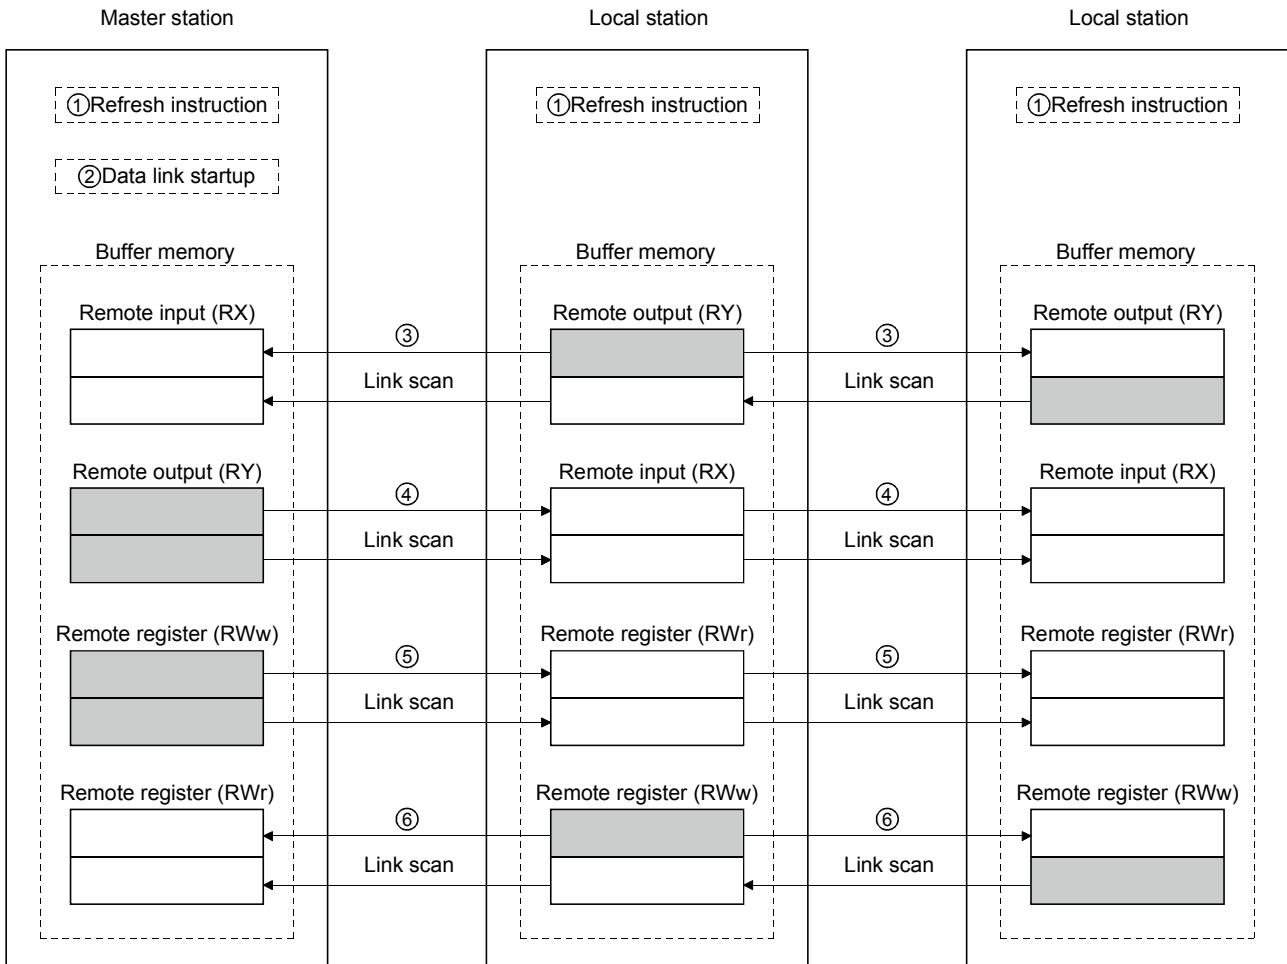 Master station
Local station
Local station
①Refresh instruction
①Refresh instruction
①Refresh instruction
②Data link startup
Buffer memory
Buffer memory
Buffer memory
Remote input (RX)
③
Remote output (RY)
③
Remote output (RY)
Link scan
Link scan
Remote output (RY)
④
Remote input (RX)
④
Remote input (RX)
Link scan
Link scan
Remote register (RWw)
⑤
Remote register (RWr)
⑤
Remote register (RWr)
Link scan
Link scan
Remote register (RWr)
⑥
Remote register (RWw)
⑥
Remote register (RWw)
Link scan
Link scan